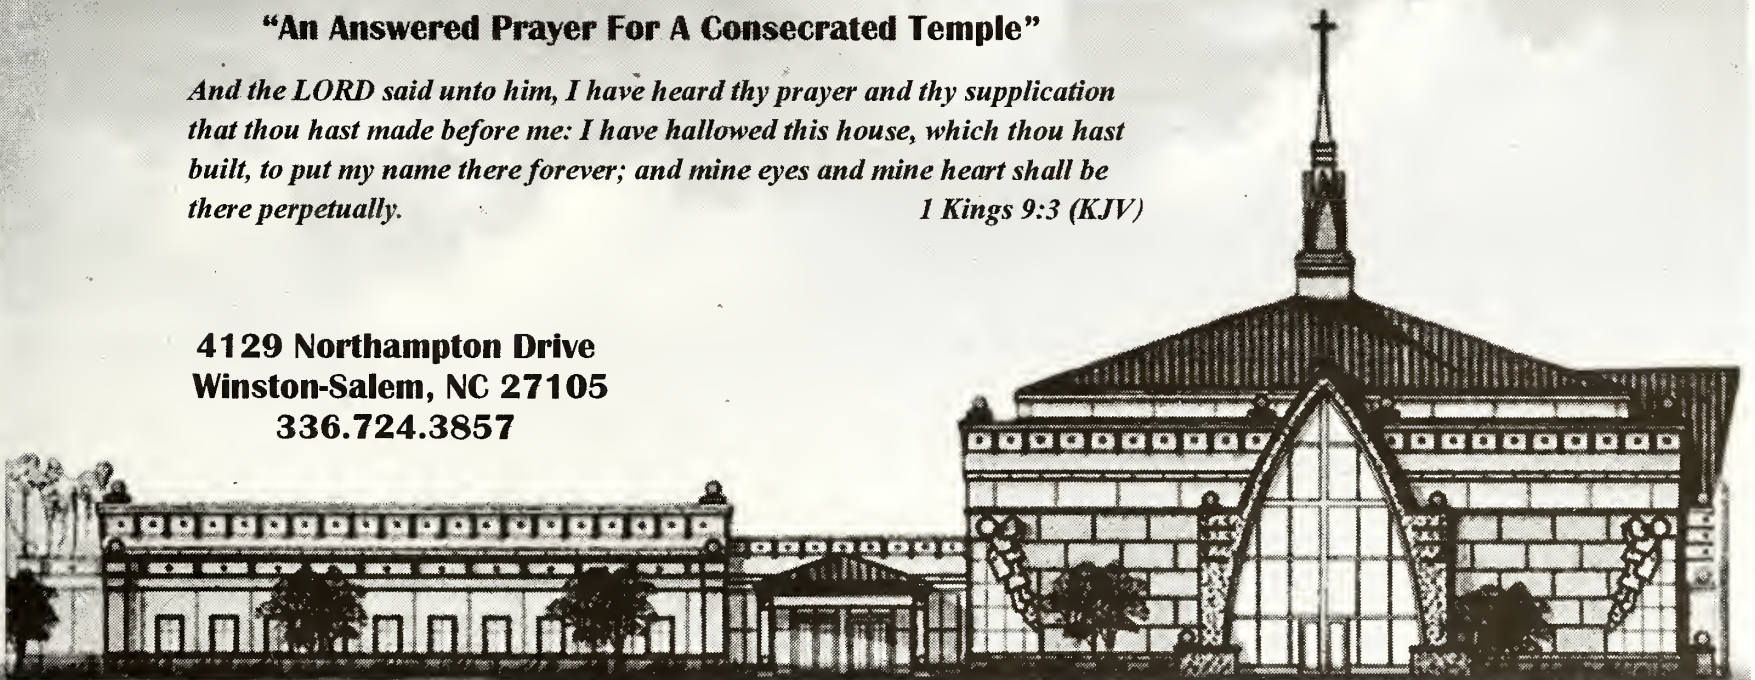 “An Answered Prayer For A Consecrated Temple”
And the LORD said unto him, I have heard thy prayer and thy supplication
that thou hast made before me: I have hallowed this house, which thou hast
built, to put my name there forever; and mine eyes and mine heart shall be
there perpetually. 1 Kings 9:3 (KJV)
4129 Northampton Drive
Winston-Salem, NC 27105
336.724.3857